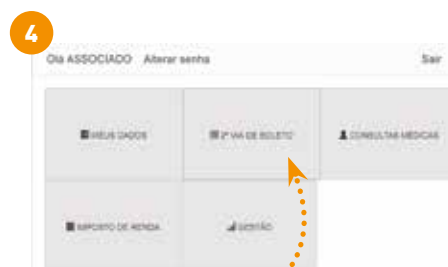 4
Olá ASSOCIADO Alterar senha Sair
MEUS DADOS 2ª VIA DE BOLETO CONSULTAS MÉDICAS
IMPOSTO DE RENDA GESTÃO